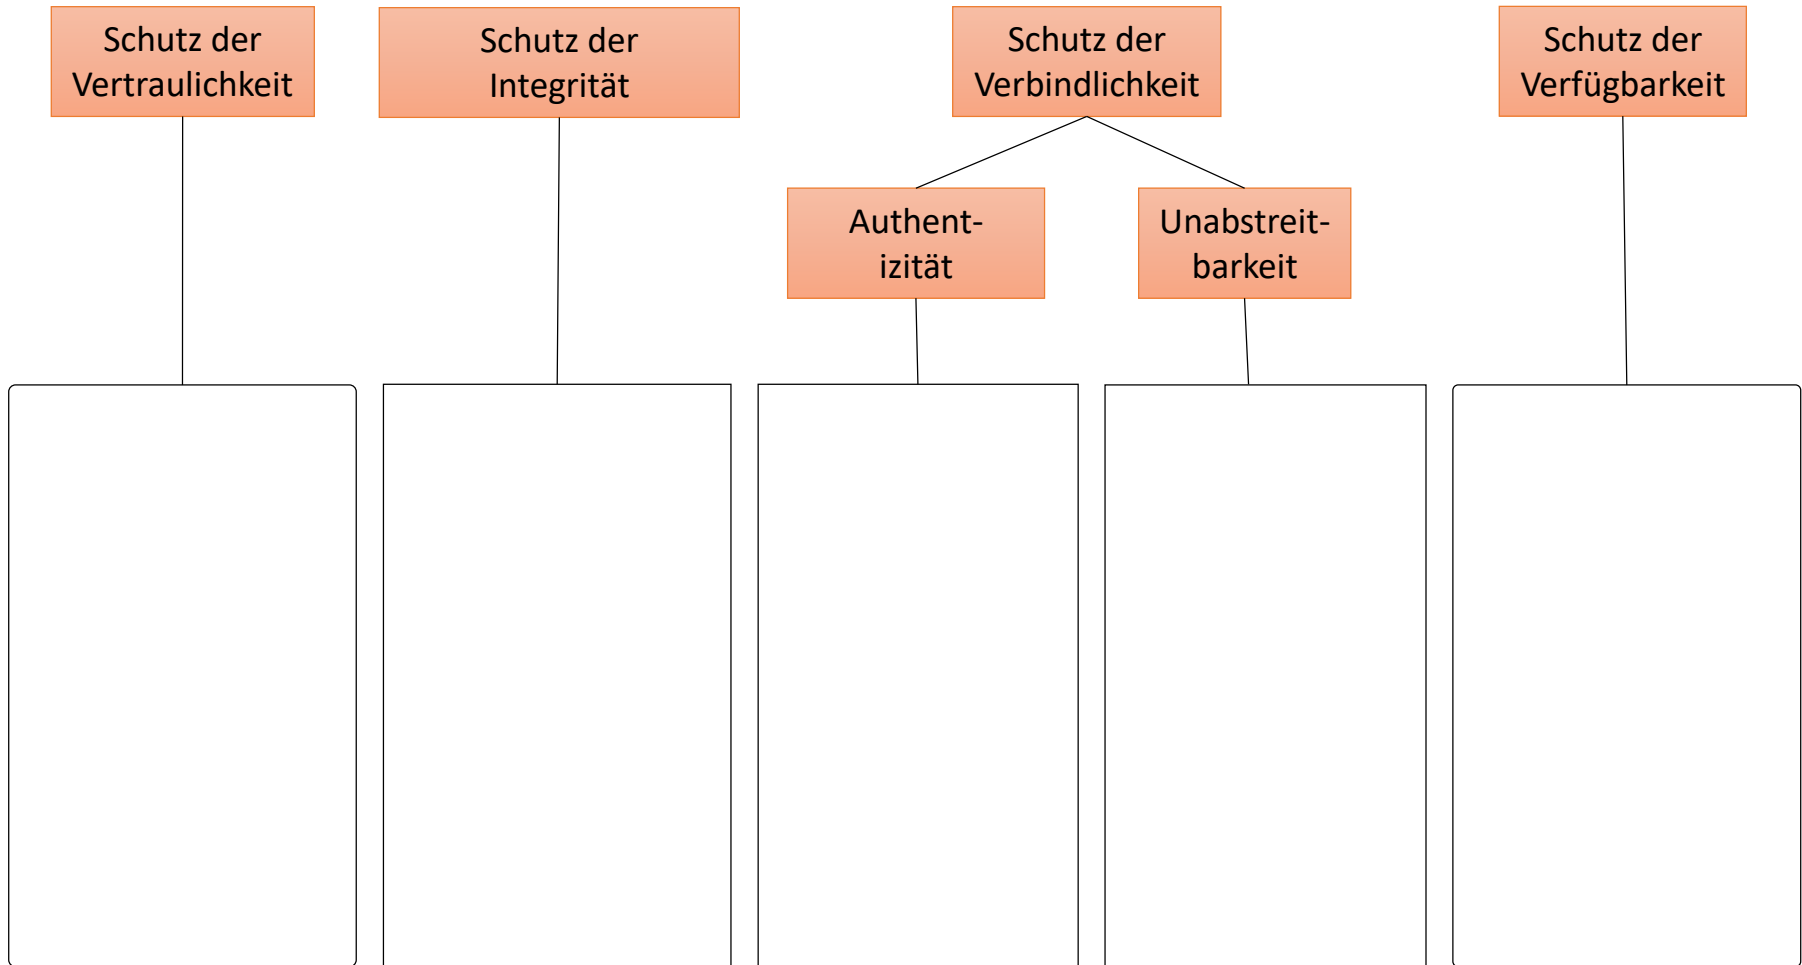 Schutz der
Vertraulichkeit
Schutz der
Integrität
Schutz der
Verbindlichkeit
Schutz der
Verfügbarkeit
Authent-
izität
Unabstreit-
barkeit